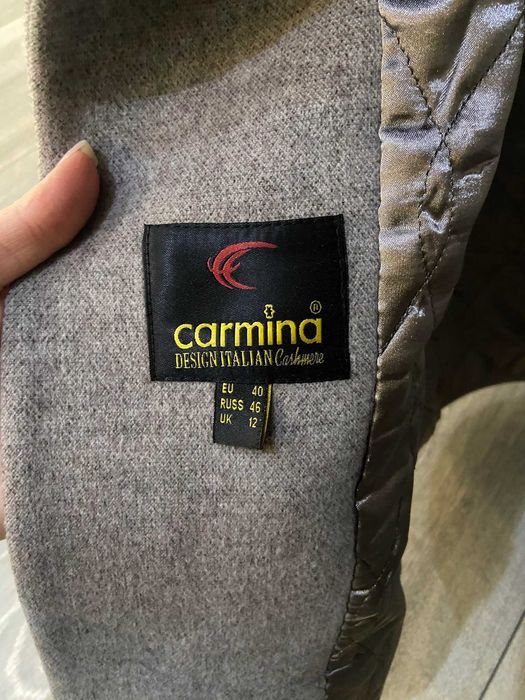 carmina ®
DESIGN ITALIAN Cashmere
EU 40
RUSS 46
UK 12